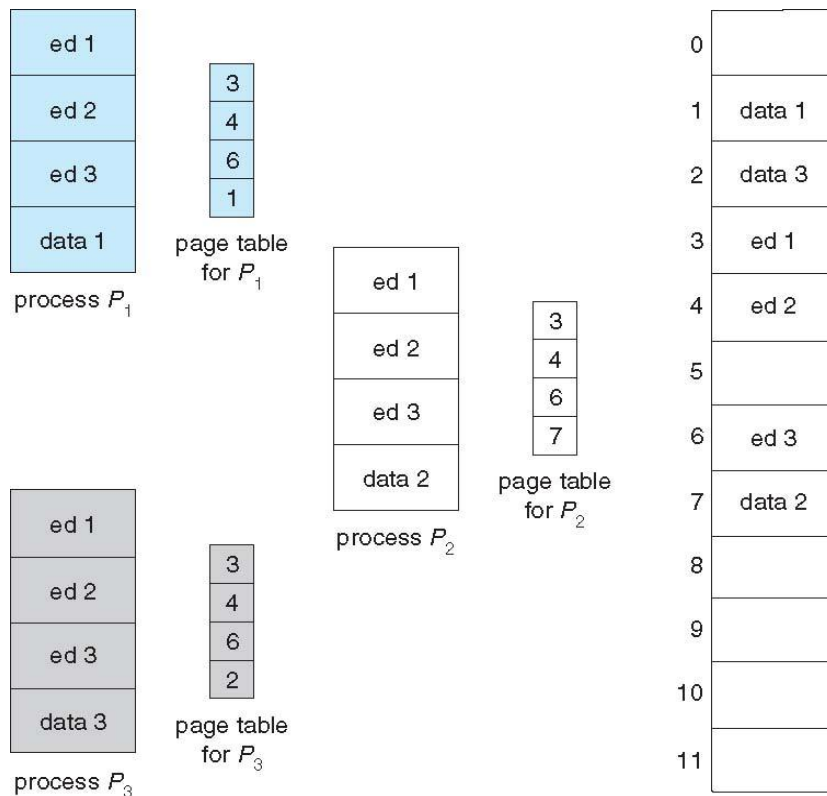 ed 1
ed 2
ed 3
data 1
process P1
3
4
6
1
page table
for P1
ed 1
ed 2
ed 3
data 2
process P2
3
4
6
7
page table
for P2
ed 1
ed 2
ed 3
data 3
process P3
3
4
6
2
page table
for P3
0
1 data 1
2 data 3
3 ed 1
4 ed 2
5
6 ed 3
7 data 2
8
9
10
11